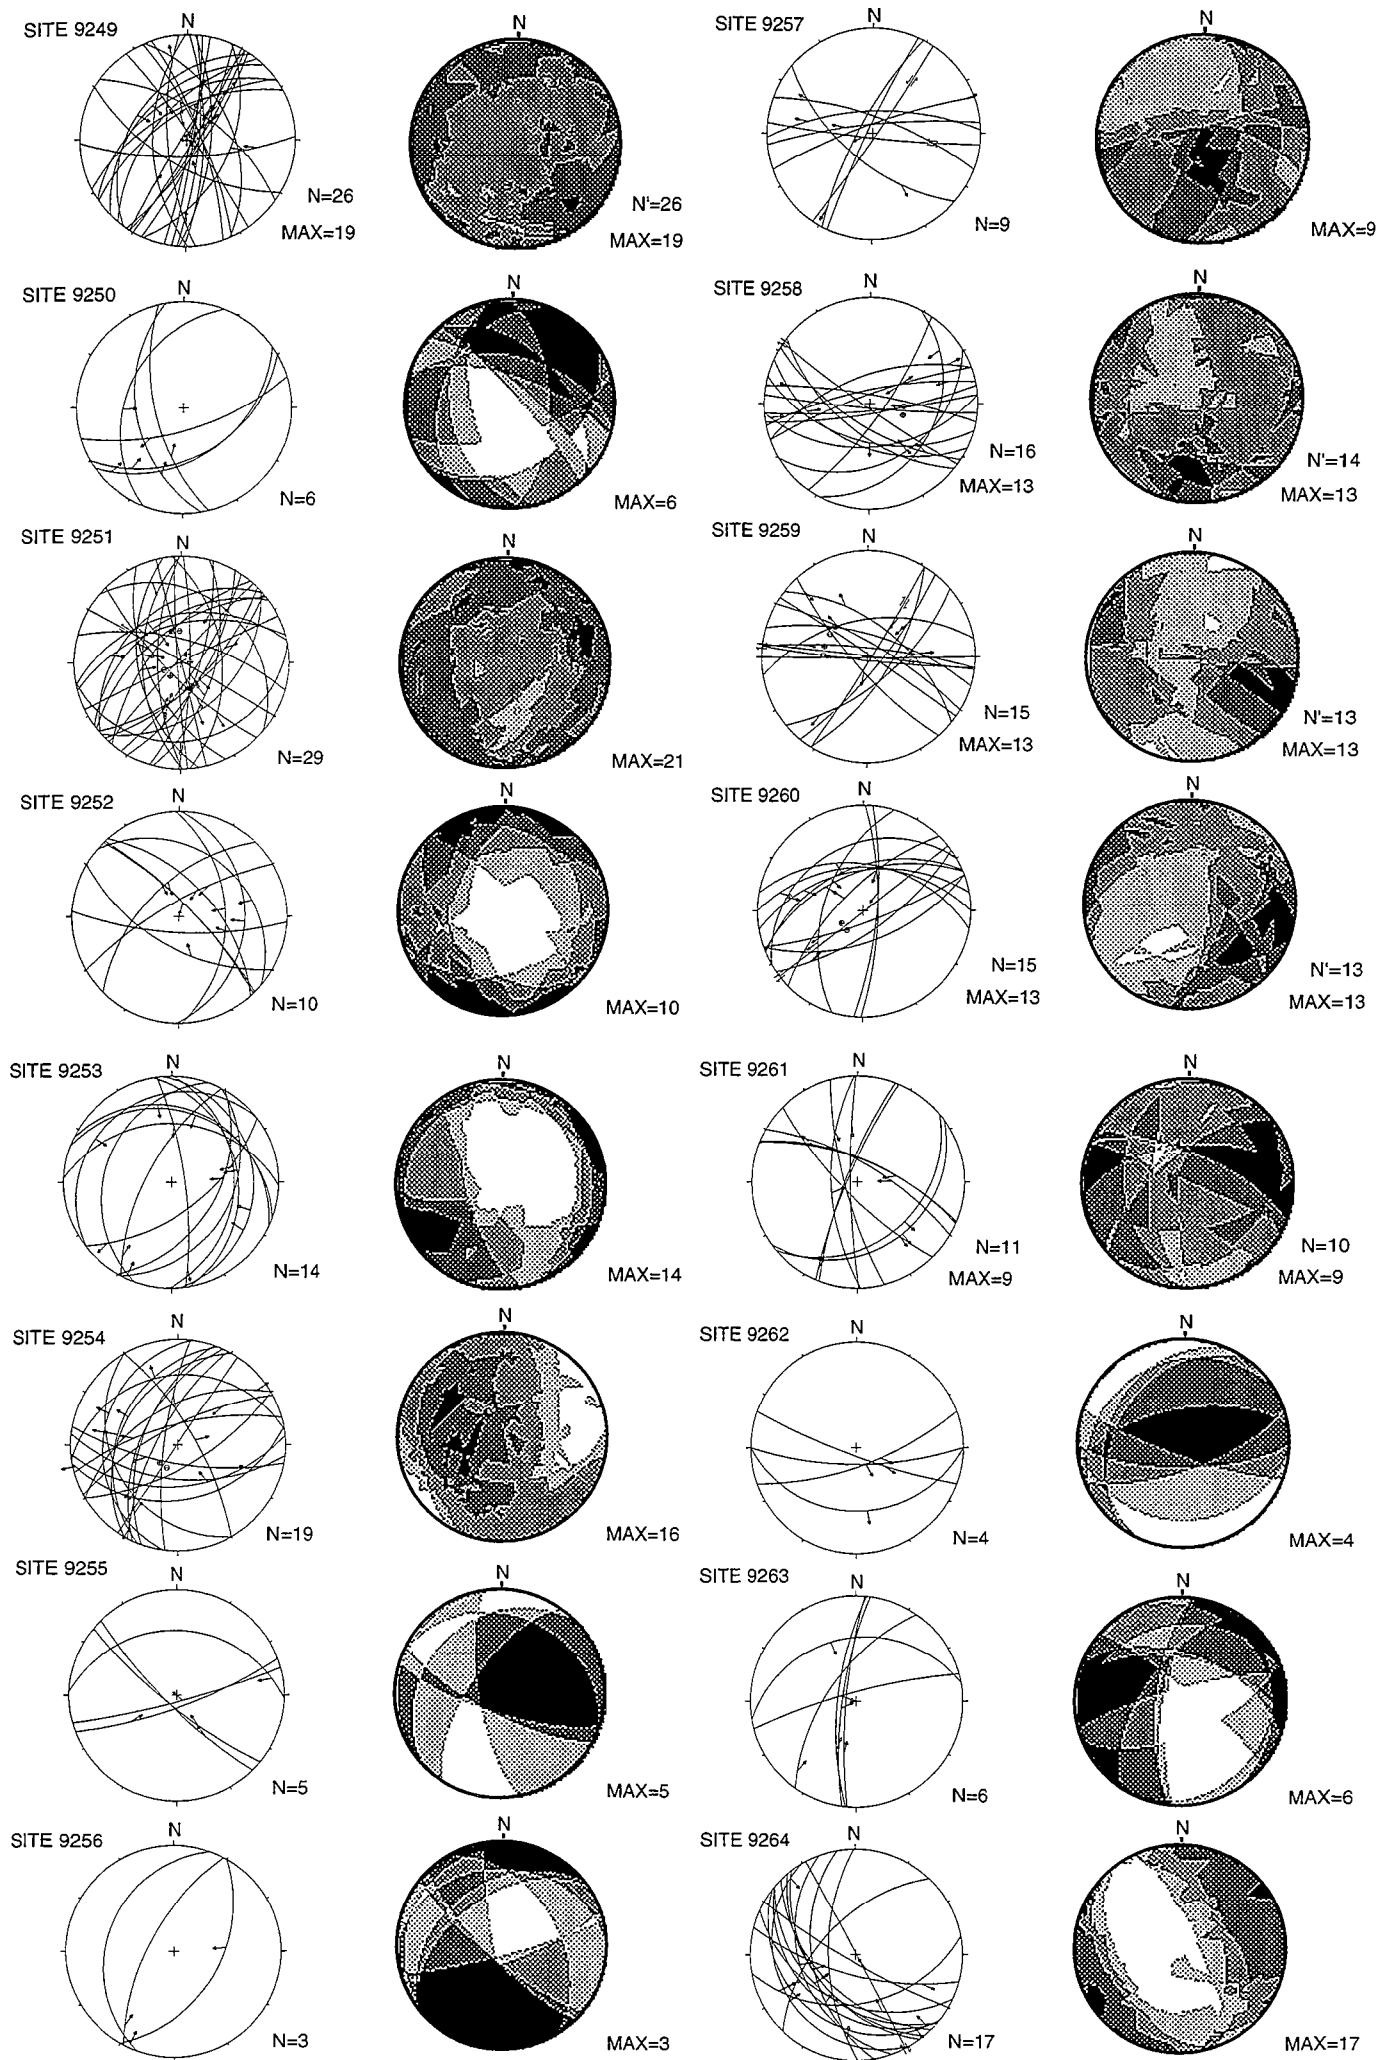 SITE 9249
N
N=26
MAX=19
N
N'=26
MAX=19
SITE 9250
N
N=6
N
MAX=6
SITE 9251
N
N=29
N
MAX=21
SITE 9252
N
N=10
N
MAX=10
SITE 9253
N
N=14
N
MAX=14
SITE 9254
N
N=19
N
MAX=16
SITE 9255
N
N=5
N
MAX=5
SITE 9256
N
N=3
N
MAX=3
SITE 9257
N
N=9
N
MAX=9
SITE 9258
N
N=16
MAX=13
N
N'=14
MAX=13
SITE 9259
N
N=15
MAX=13
N
N'=13
MAX=13
SITE 9260
N
N=15
MAX=13
N
N'=13
MAX=13
SITE 9261
N
N=11
MAX=9
N
N=10
MAX=9
SITE 9262
N
N=4
N
MAX=4
SITE 9263
N
N=6
N
MAX=6
SITE 9264
N
N=17
N
MAX=17